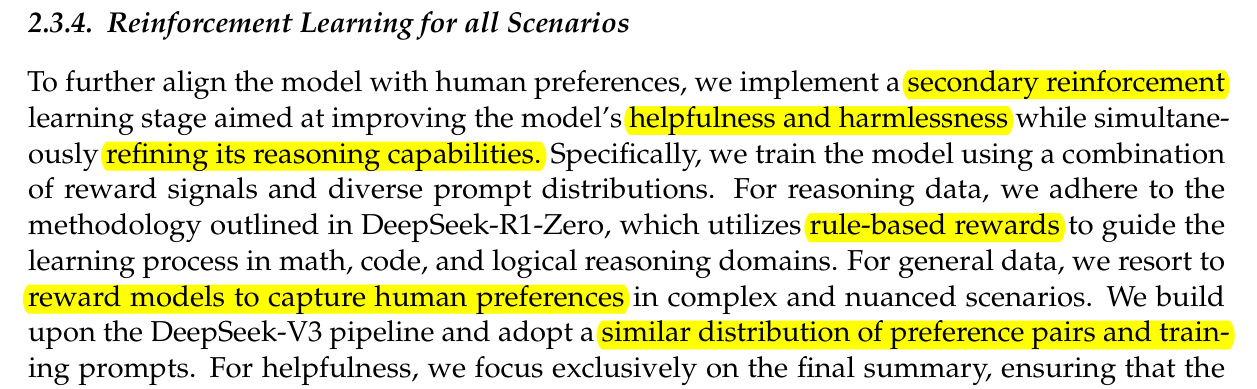 2.3.4. Reinforcement Learning for all Scenarios
To further align the model with human preferences, we implement a secondary reinforcement
learning stage aimed at improving the model's helpfulness and harmlessness while simultane-
ously refining its reasoning capabilities. Specifically, we train the model using a combination
of reward signals and diverse prompt distributions. For reasoning data, we adhere to the
methodology outlined in DeepSeek-R1-Zero, which utilizes rule-based rewards to guide the
learning process in math, code, and logical reasoning domains. For general data, we resort to
reward models to capture human preferences in complex and nuanced scenarios. We build
upon the DeepSeek-V3 pipeline and adopt a similar distribution of preference pairs and train-
ing prompts. For helpfulness, we focus exclusively on the final summary, ensuring that the